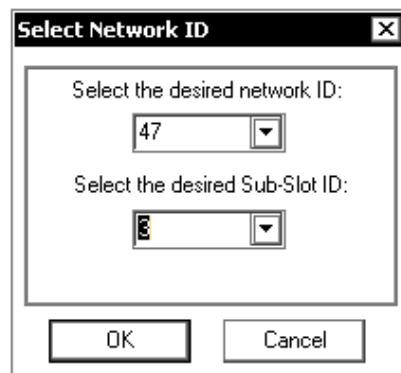 Select Network ID
Select the desired network ID:
47
Select the desired Sub-Slot ID:
3
OK
Cancel